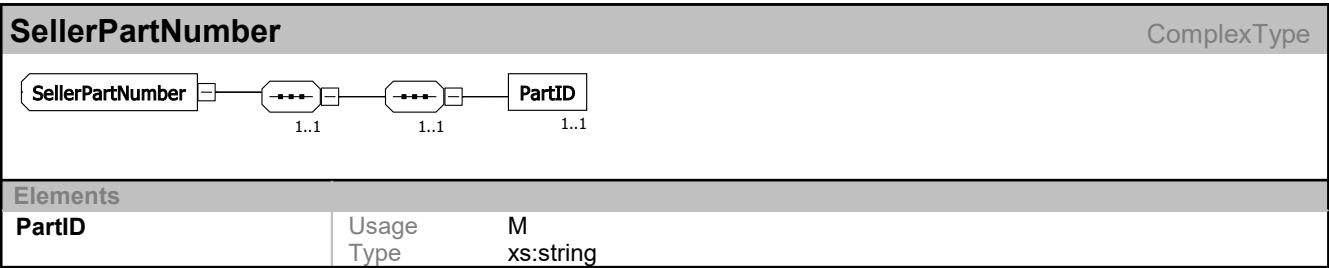 SellerPartNumber ComplexType
SellerPartNumber PartID
1..1 1..1 1..1
Elements
PartID Usage M
Type xs:string